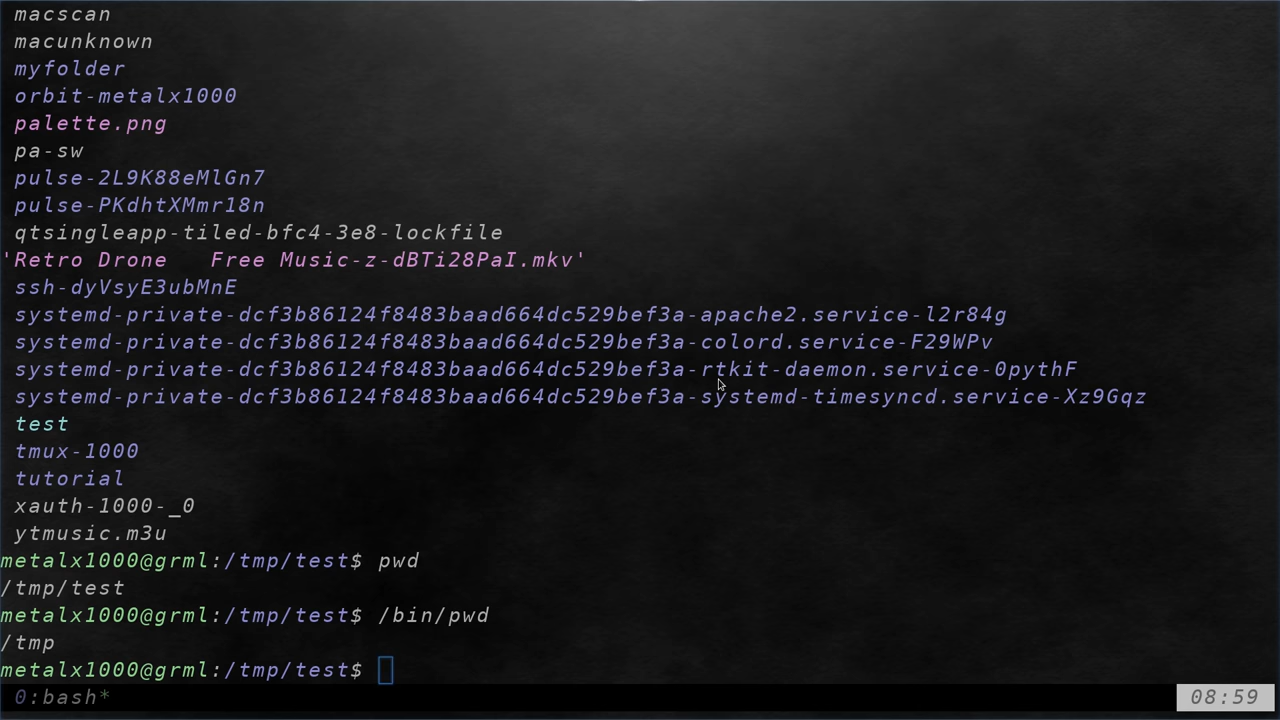 macscan
macunknown
myfolder
orbit-metalx1000
palette.png
pa-sw
pulse-2L9K88eMlGn7
pulse-PKdhtXMmr18n
qtsingleapp-tiled-bfc4-3e8-lockfile
'Retro Drone   Free Music-z-dBTi28PaI.mkv'
ssh-dyVsyE3ubMnE
systemd-private-dcf3b86124f8483baad664dc529bef3a-apache2.service-l2r84g
systemd-private-dcf3b86124f8483baad664dc529bef3a-colord.service-F29WPv
systemd-private-dcf3b86124f8483baad664dc529bef3a-rtkit-daemon.service-0pythF
systemd-private-dcf3b86124f8483baad664dc529bef3a-systemd-timesyncd.service-Xz9Gqz
test
tmux-1000
tutorial
xauth-1000-_0
ytmusic.m3u
metalx1000@grml:/tmp/test$ pwd
/tmp/test
metalx1000@grml:/tmp/test$ /bin/pwd
/tmp
metalx1000@grml:/tmp/test$
0:bash* 08:59